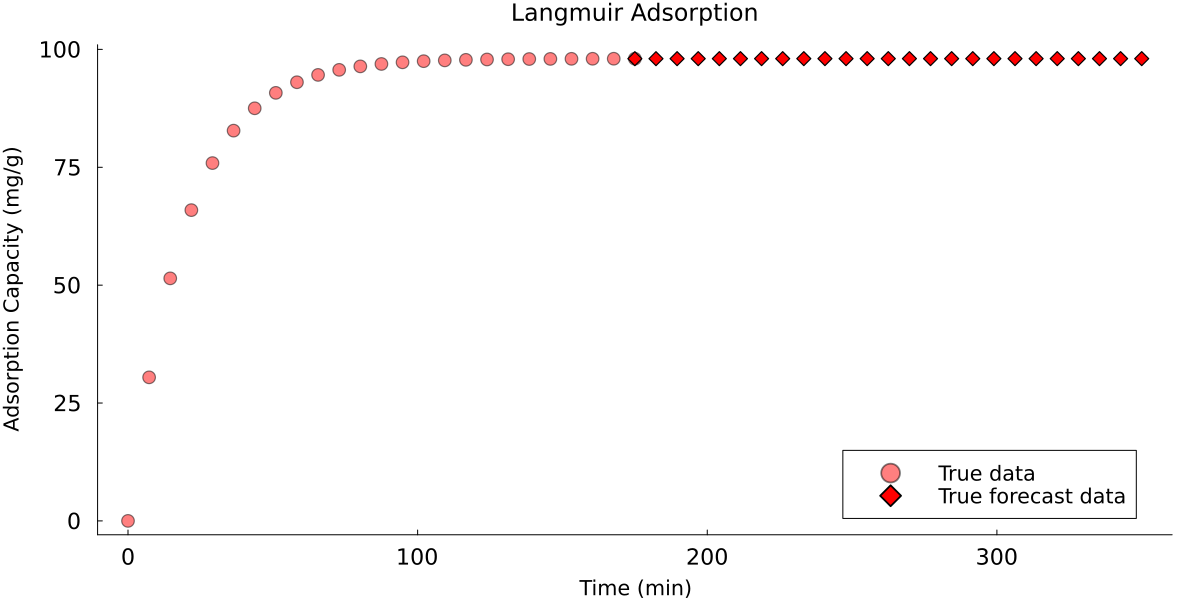 Langmuir Adsorption
Adsorption Capacity (mg/g)
100
75
50
25
0
0 100 200 300
Time (min)
True data
True forecast data